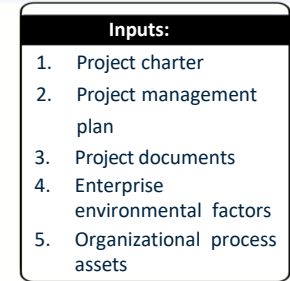 Inputs:
1. Project charter
2. Project management
plan
3. Project documents
4. Enterprise
environmental factors
5. Organizational process
assets